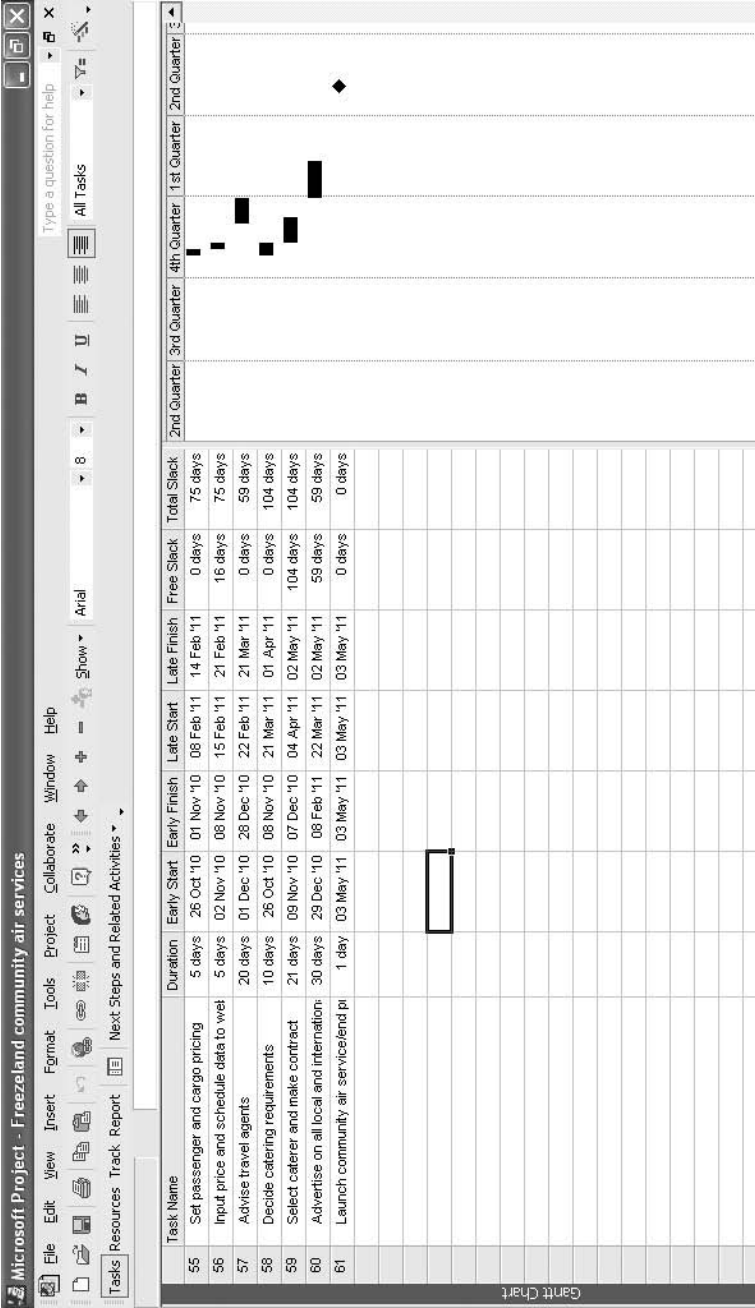 Microsoft Project - Freezeland community air services
File Edit View Insert Format Tools Project Collaborate Window Help Type a question for help
Show Arial 8 B I U All Tasks
Tasks Resources Track Report Next Steps and Related Activities
Task Name Duration Early Start Early Finish Late Start Late Finish Free Slack Total Slack 2nd Quarter 3rd Quarter 4th Quarter 1st Quarter 2nd Quarter 3
55 Set passenger and cargo pricing 5 days 26 Oct '10 01 Nov '10 08 Feb '11 14 Feb '11 0 days 75 days
56 Input price and schedule data to wel 5 days 02 Nov '10 08 Nov '10 15 Feb '11 21 Feb '11 16 days 75 days
57 Advise travel agents 20 days 01 Dec '10 28 Dec '10 22 Feb '11 21 Mar '11 0 days 59 days
58 Decide catering requirements 10 days 26 Oct '10 08 Nov '10 21 Mar '11 01 Apr '11 0 days 104 days
59 Select caterer and make contract 21 days 09 Nov '10 07 Dec '10 04 Apr '11 02 May '11 104 days 104 days
60 Advertise on all local and internation 30 days 29 Dec '10 08 Feb '11 22 Mar '11 02 May '11 59 days 59 days
61 Launch community air service/end p 1 day 03 May '11 03 May '11 03 May '11 03 May '11 0 days 0 days
Gantt Chart